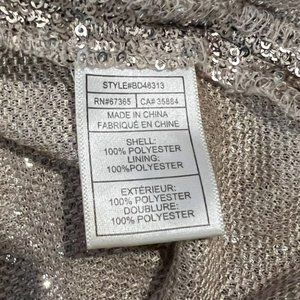 STYLE#BD48313
RN#67365 CA# 35884
MADE IN CHINA
FABRIQUÉ EN CHINE
SHELL:
100% POLYESTER
LINING:
100%POLYESTER
EXTÉRIEUR:
100% POLYESTER
DOUBLURE:
100% POLYESTER